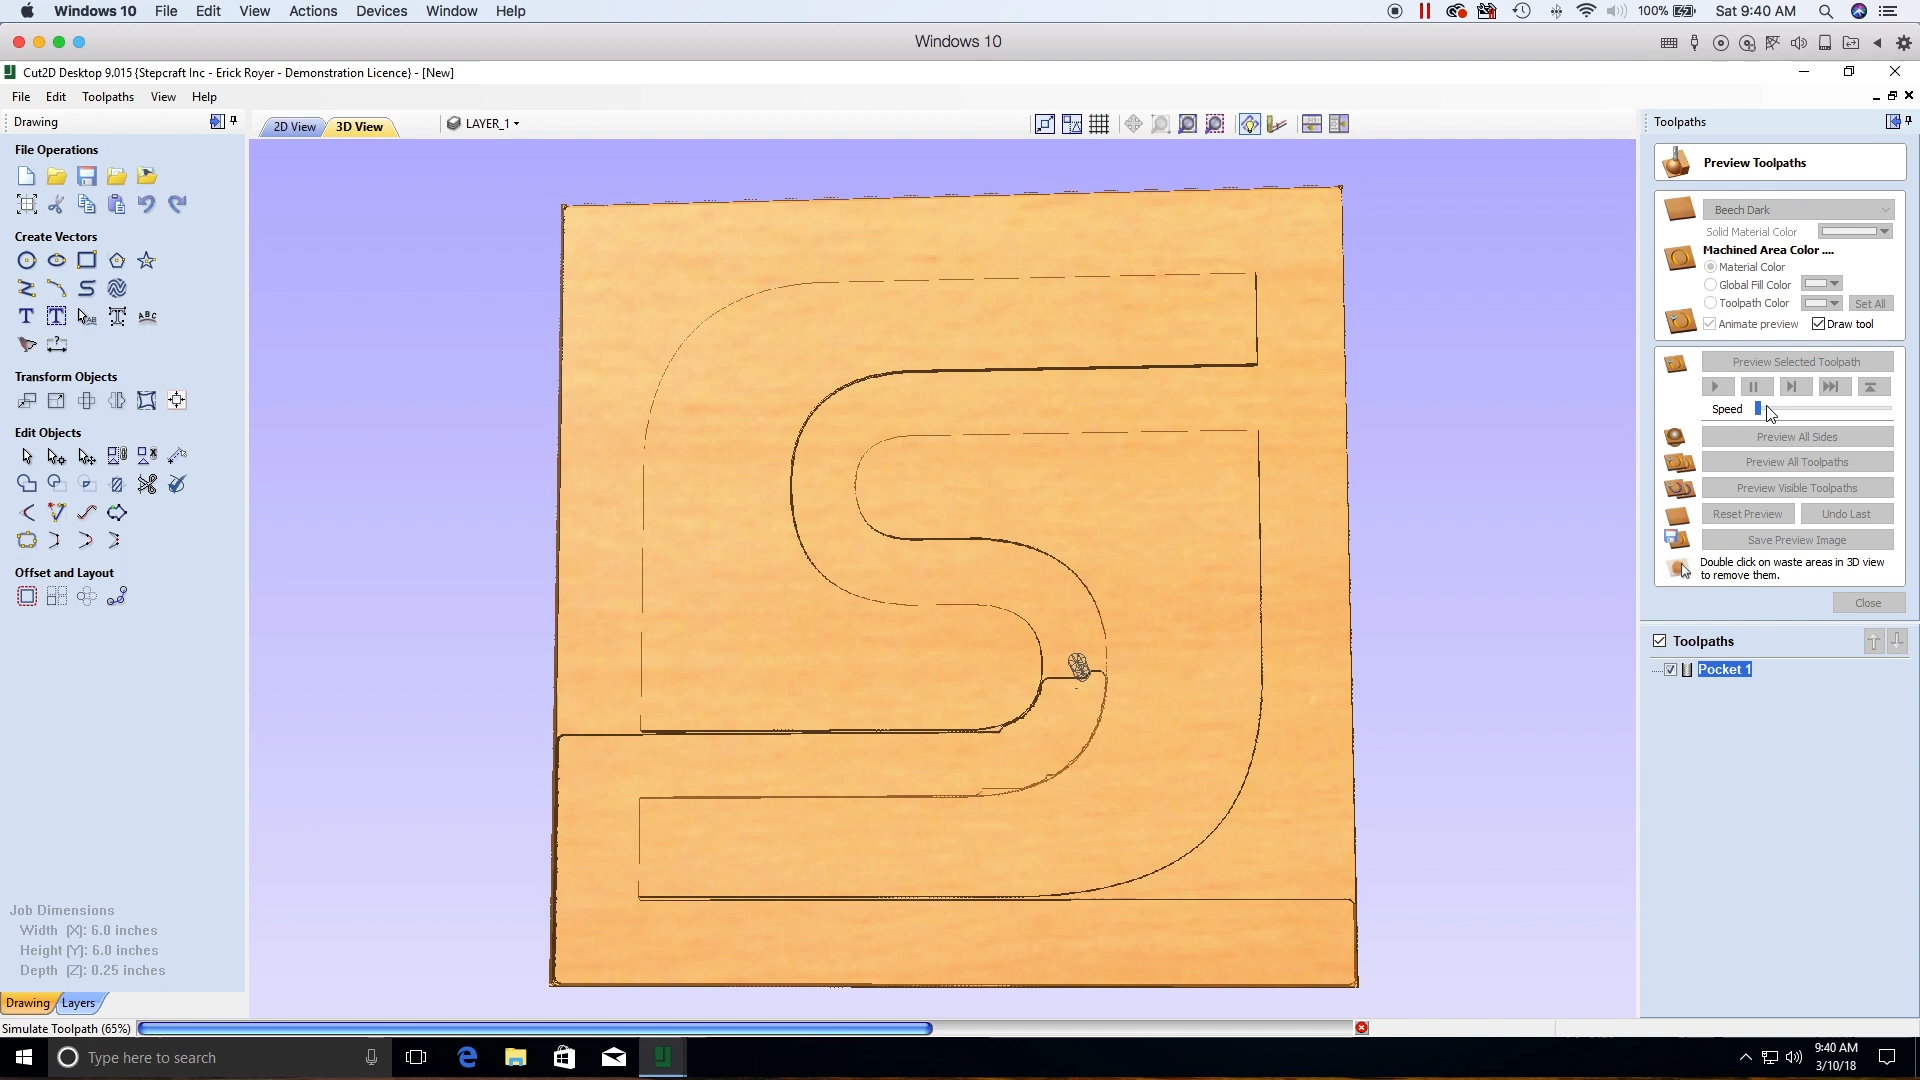 Windows 10 File Edit View Actions Devices Window Help
100% Sat 9:40 AM
Windows 10
Cut2D Desktop 9.015 {Stepcraft Inc - Erick Royer - Demonstration Licence} - [New]
File Edit Toolpaths View Help
Drawing
2D View 3D View LAYER_1
Toolpaths
File Operations
Create Vectors
Transform Objects
Edit Objects
Offset and Layout
Job Dimensions
Width (X): 6.0 inches
Height (Y): 6.0 inches
Depth (Z): 0.25 inches
Drawing Layers
Preview Toolpaths
Beech Dark
Solid Material Color
Machined Area Color ....
Material Color
Global Fill Color
Toolpath Color Set All
Animate preview Draw tool
Preview Selected Toolpath
Speed
Preview All Sides
Preview All Toolpaths
Preview Visible Toolpaths
Reset Preview Undo Last
Save Preview Image
Double click on waste areas in 3D view
to remove them.
Close
Toolpaths
Pocket 1
Simulate Toolpath (65%)
Type here to search
9:40 AM
3/10/18